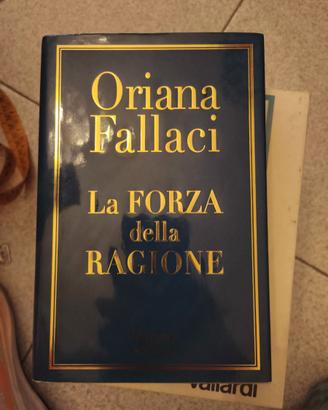 Oriana
Fallaci
La FORZA
della
RAGIONE
vallardi